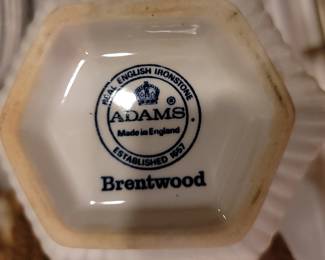 REAL ENGLISH IRONSTONE
ADAMS ®
Made in England
ESTABLISHED 1657
Brentwood